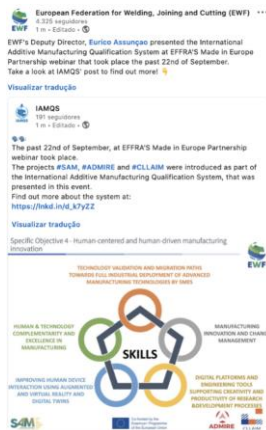 European Federation for Welding, Joining and Cutting (EWF)
4.325 seguidores
1 m • Editado •
EWF's Deputy Director, Eurico Assunçao presented the International
Additive Manufacturing Qualification System, at EFFRA'S Made in Europe
Partnership webinar that took place the past 22nd of September.
Take a look at IAMQS' post to find out more!
Visualizar tradução
IAMQS
191 seguidores
1 m • Editado •
The past 22nd of September, at EFFRA'S Made in Europe Partnership
webinar took place.
The projects #SAM, #ADMIRE and #CLLAIM were introduced as part of
the International Additive Manufacturing Qualification System, that was
presented in this event.
Find out more about the system at:
https://lnkd.in/d_k7yZZ
Visualizar tradução
Specific Objective 4 - Human centered and human driven manufacturing
innovation
EWF
TECHNOLOGY VALIDATION AND MIGRATION PATHS
TOWARDS FULL INDUSTRIAL DEPLOYMENT OF ADVANCED
MANUFACTURING TECHNOLOGIES BY SMES
HUMAN & TECHNOLOGY
COMPLEMENTARITY AND
EXCELLENCE IN
MANUFACTURING
MANUFACTURING
INNOVATION AND CHANG
MANAGEMENT
SKILLS
IMPROVING HUMAN DEVICE
INTERACTION USING AUGMENTED
AND VIRTUAL REALITY AND
DIGITAL TWINS
DIGITAL PLATFORMS AND
ENGINEERING TOOLS
SUPPORTING CREATIVITY AND
PRODUCTIVITY OF RESEARCH
&DEVELOPMENT PROCESSES
SAM
ADMIRE
CLLAIM